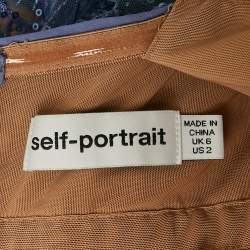 self-portrait
MADE IN
CHINA
UK 6
US 2